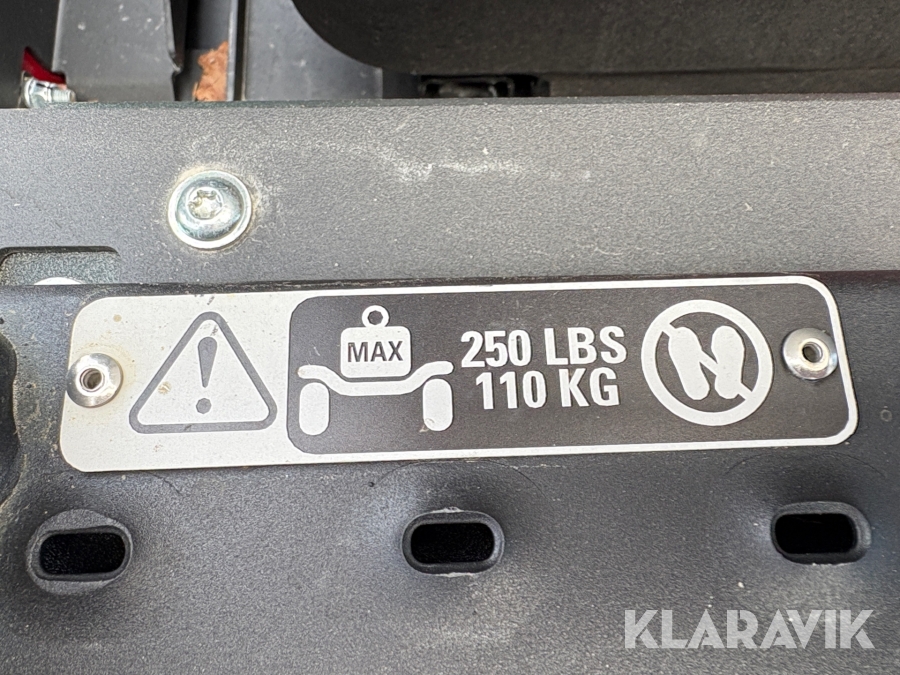 MAX
250 LBS
110 KG
KLARAVIK